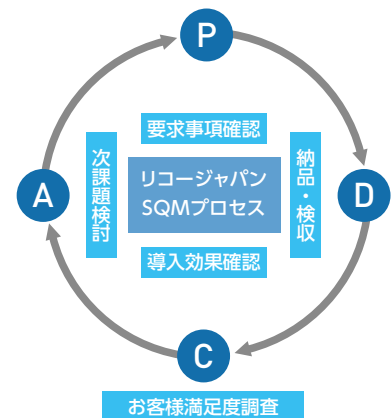 P
要求事項確認
次課題検討
リコージャパン
SQMプロセス
納品・検収
A
D
導入効果確認
C
お客様満足度調査